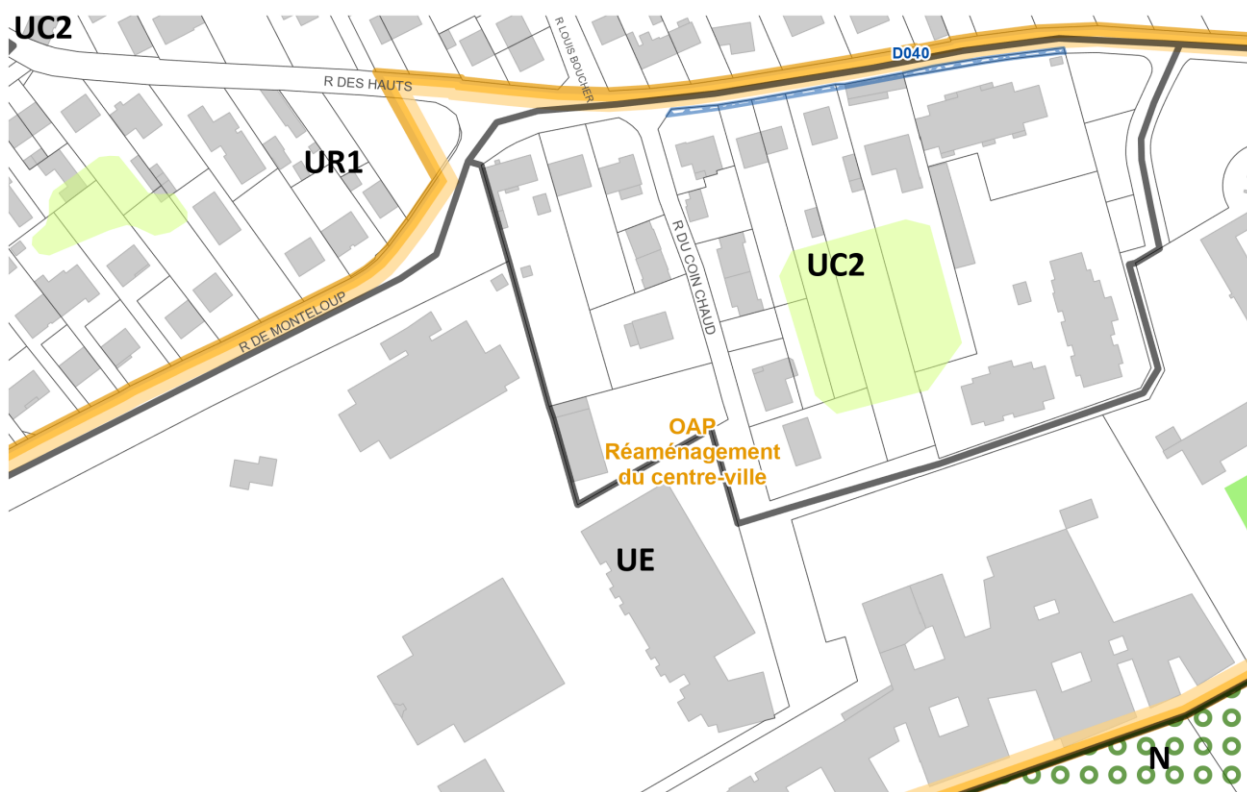 UC2
R LOUIS BOUCHER
D040
R DES HAUTS
UR1
R DU COIN CHAUD
UC2
R DE MONTELOUP
OAP
Réaménagement
du centre-ville
UE
N